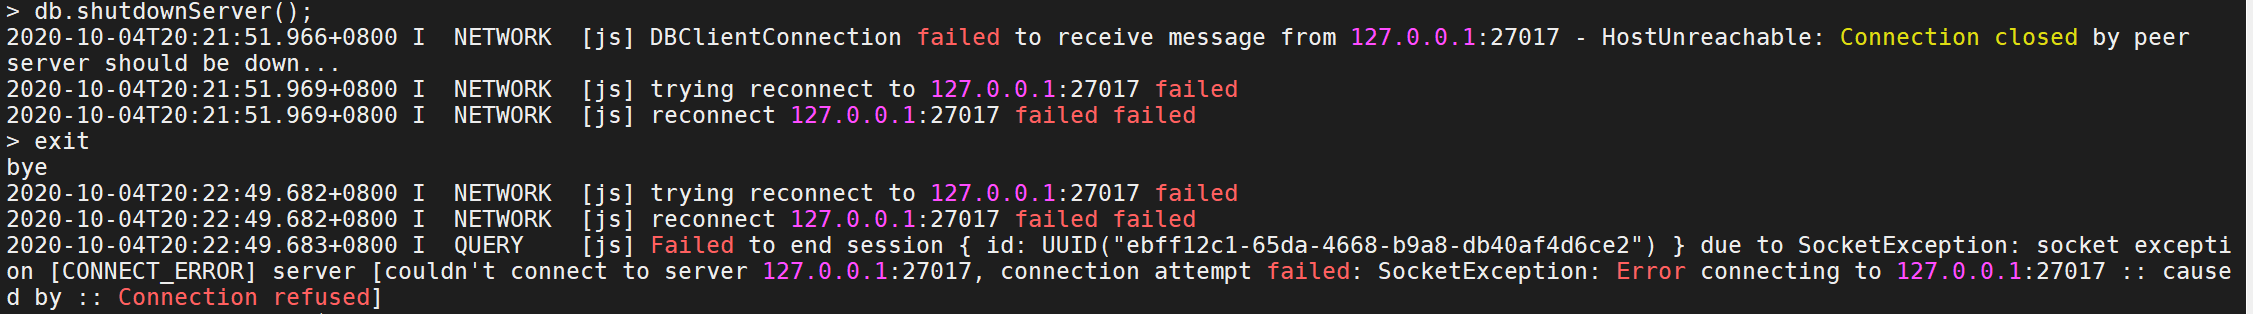 > db.shutdownServer();
2020-10-04T20:21:51.966+0800 I  NETWORK  [js] DBClientConnection failed to receive message from 127.0.0.1:27017 - HostUnreachable: Connection closed by peer
server should be down...
2020-10-04T20:21:51.969+0800 I  NETWORK  [js] trying reconnect to 127.0.0.1:27017 failed
2020-10-04T20:21:51.969+0800 I  NETWORK  [js] reconnect 127.0.0.1:27017 failed failed
> exit
bye
2020-10-04T20:22:49.682+0800 I  NETWORK  [js] trying reconnect to 127.0.0.1:27017 failed
2020-10-04T20:22:49.682+0800 I  NETWORK  [js] reconnect 127.0.0.1:27017 failed failed
2020-10-04T20:22:49.683+0800 I  QUERY    [js] Failed to end session { id: UUID("ebff12c1-65da-4668-b9a8-db40af4d6ce2") } due to SocketException: socket excepti
on [CONNECT_ERROR] server [couldn't connect to server 127.0.0.1:27017, connection attempt failed: SocketException: Error connecting to 127.0.0.1:27017 :: cause
d by :: Connection refused]